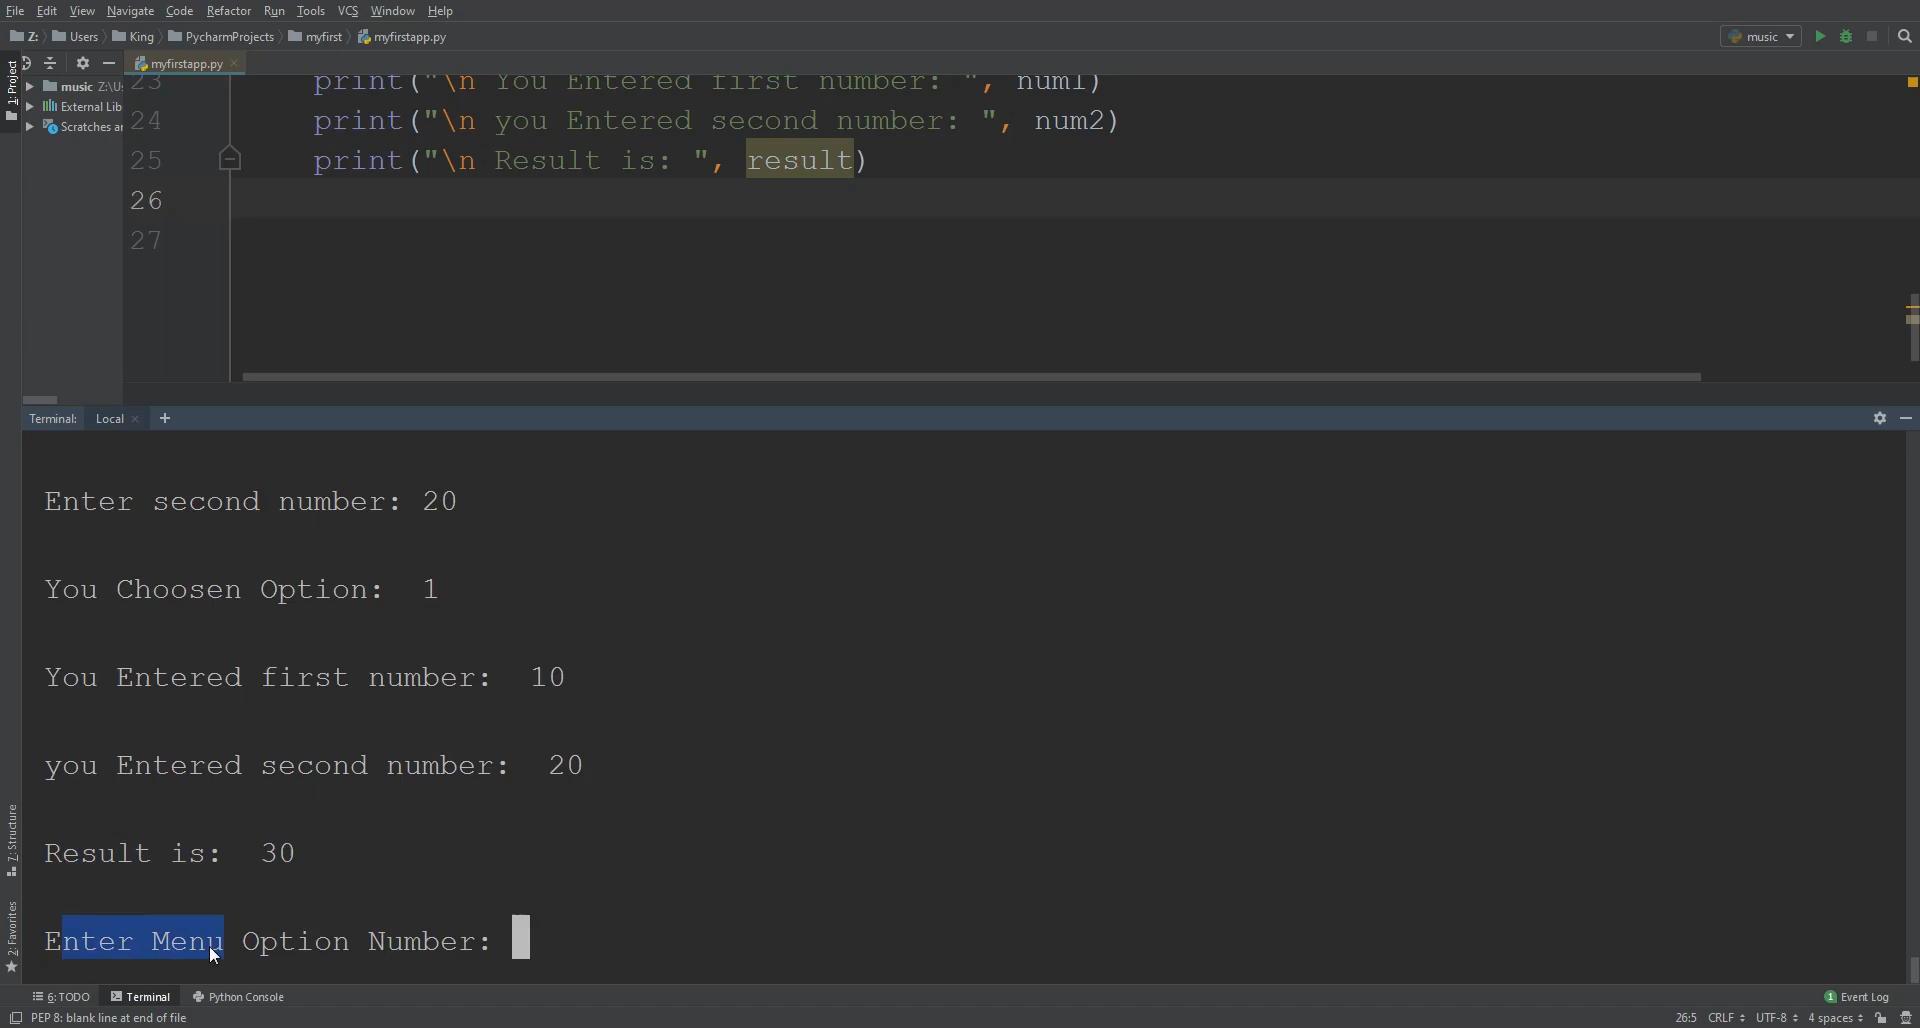 File Edit View Navigate Code Refactor Run Tools VCS Window Help
Z: Users King PycharmProjects myfirst myfirstapp.py music
1: Project
myfirstapp.py
music Z:\U
External Lib
Scratches ar
23 print("\n You Entered first number: ", num1)
24 print("\n you Entered second number: ", num2)
25 print("\n Result is: ", result)
26
27
Terminal: Local +
Enter second number: 20
You Choosen Option:  1
You Entered first number:  10
you Entered second number:  20
Result is:  30
Enter Menu Option Number:
Z: Structure
2: Favorites
6: TODO Terminal Python Console 1 Event Log
PEP 8: blank line at end of file 26:5 CRLF UTF-8 4 spaces